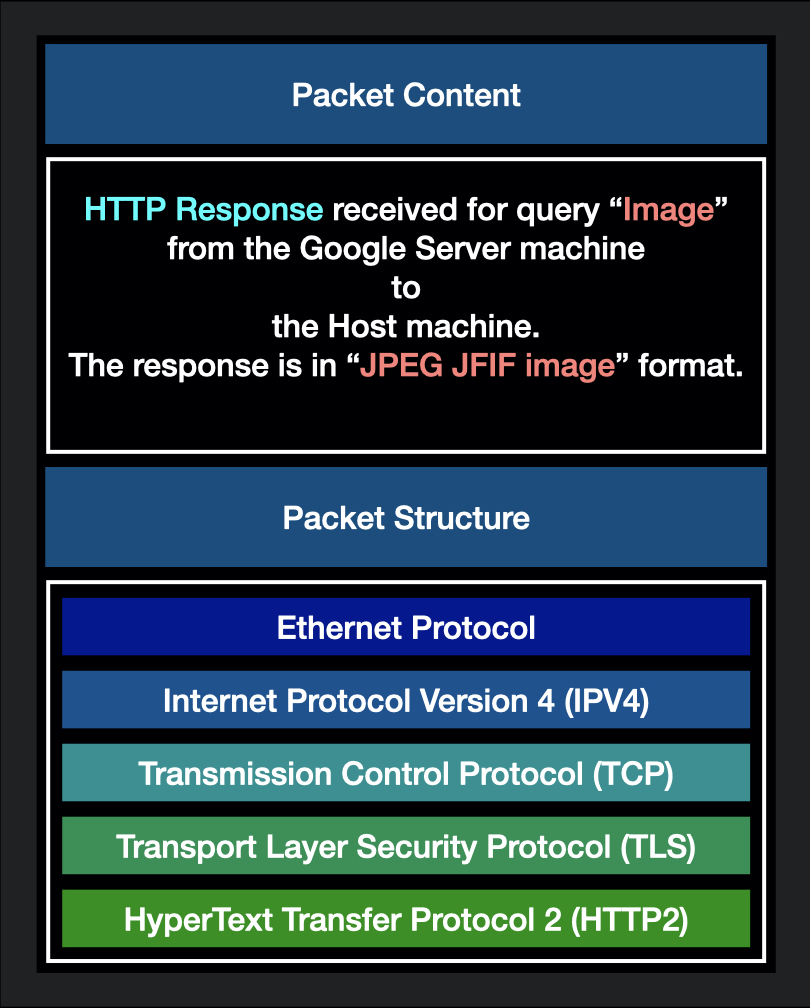 Packet Content
HTTP Response received for query “Image”
from the Google Server machine
to
the Host machine.
The response is in “JPEG JFIF image” format.
Packet Structure
Ethernet Protocol
Internet Protocol Version 4 (IPV4)
Transmission Control Protocol (TCP)
Transport Layer Security Protocol (TLS)
HyperText Transfer Protocol 2 (HTTP2)